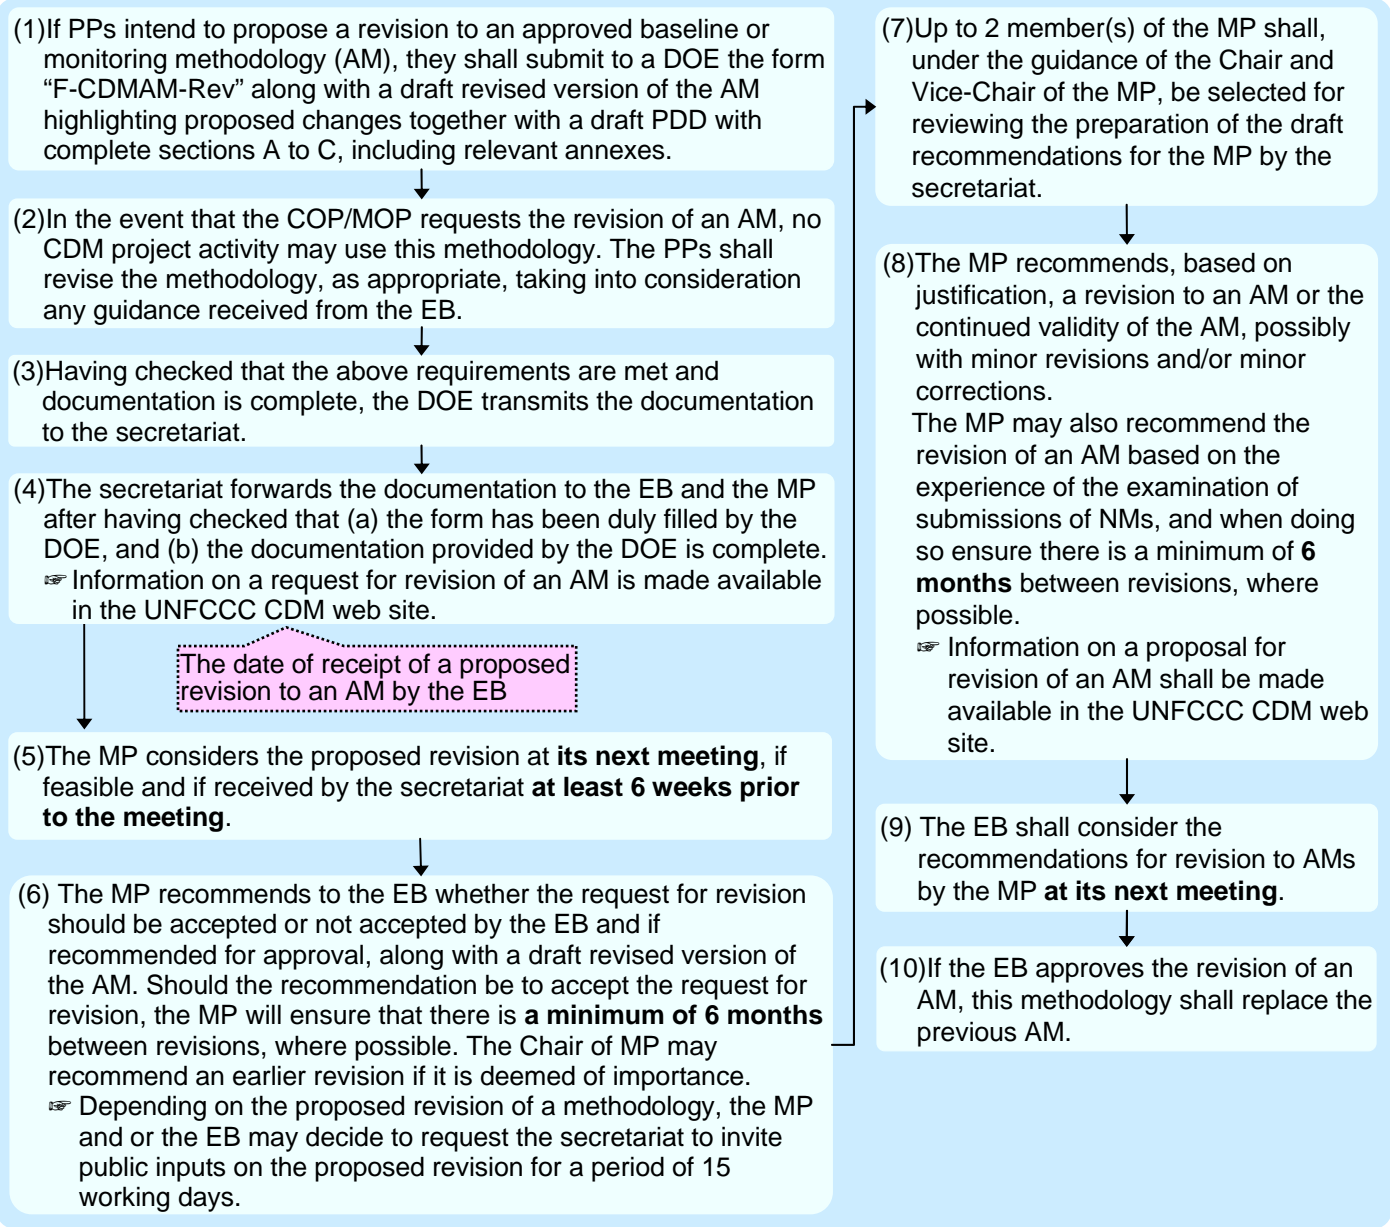 (1)If PPs intend to propose a revision to an approved baseline or
monitoring methodology (AM), they shall submit to a DOE the form
“F-CDMAM-Rev” along with a draft revised version of the AM
highlighting proposed changes together with a draft PDD with
complete sections A to C, including relevant annexes.
(2)In the event that the COP/MOP requests the revision of an AM, no
CDM project activity may use this methodology. The PPs shall
revise the methodology, as appropriate, taking into consideration
any guidance received from the EB.
(3)Having checked that the above requirements are met and
documentation is complete, the DOE transmits the documentation
to the secretariat.
(4)The secretariat forwards the documentation to the EB and the MP
after having checked that (a) the form has been duly filled by the
DOE, and (b) the documentation provided by the DOE is complete.
☞ Information on a request for revision of an AM is made available
in the UNFCCC CDM web site.
The date of receipt of a proposed
revision to an AM by the EB
(5)The MP considers the proposed revision at its next meeting, if
feasible and if received by the secretariat at least 6 weeks prior
to the meeting.
(6) The MP recommends to the EB whether the request for revision
should be accepted or not accepted by the EB and if
recommended for approval, along with a draft revised version of
the AM. Should the recommendation be to accept the request for
revision, the MP will ensure that there is a minimum of 6 months
between revisions, where possible. The Chair of MP may
recommend an earlier revision if it is deemed of importance.
☞ Depending on the proposed revision of a methodology, the MP
and or the EB may decide to request the secretariat to invite
public inputs on the proposed revision for a period of 15
working days.
(7)Up to 2 member(s) of the MP shall,
under the guidance of the Chair and
Vice-Chair of the MP, be selected for
reviewing the preparation of the draft
recommendations for the MP by the
secretariat.
(8)The MP recommends, based on
justification, a revision to an AM or the
continued validity of the AM, possibly
with minor revisions and/or minor
corrections.
The MP may also recommend the
revision of an AM based on the
experience of the examination of
submissions of NMs, and when doing
so ensure there is a minimum of 6
months between revisions, where
possible.
☞ Information on a proposal for
revision of an AM shall be made
available in the UNFCCC CDM web
site.
(9) The EB shall consider the
recommendations for revision to AMs
by the MP at its next meeting.
(10)If the EB approves the revision of an
AM, this methodology shall replace the
previous AM.